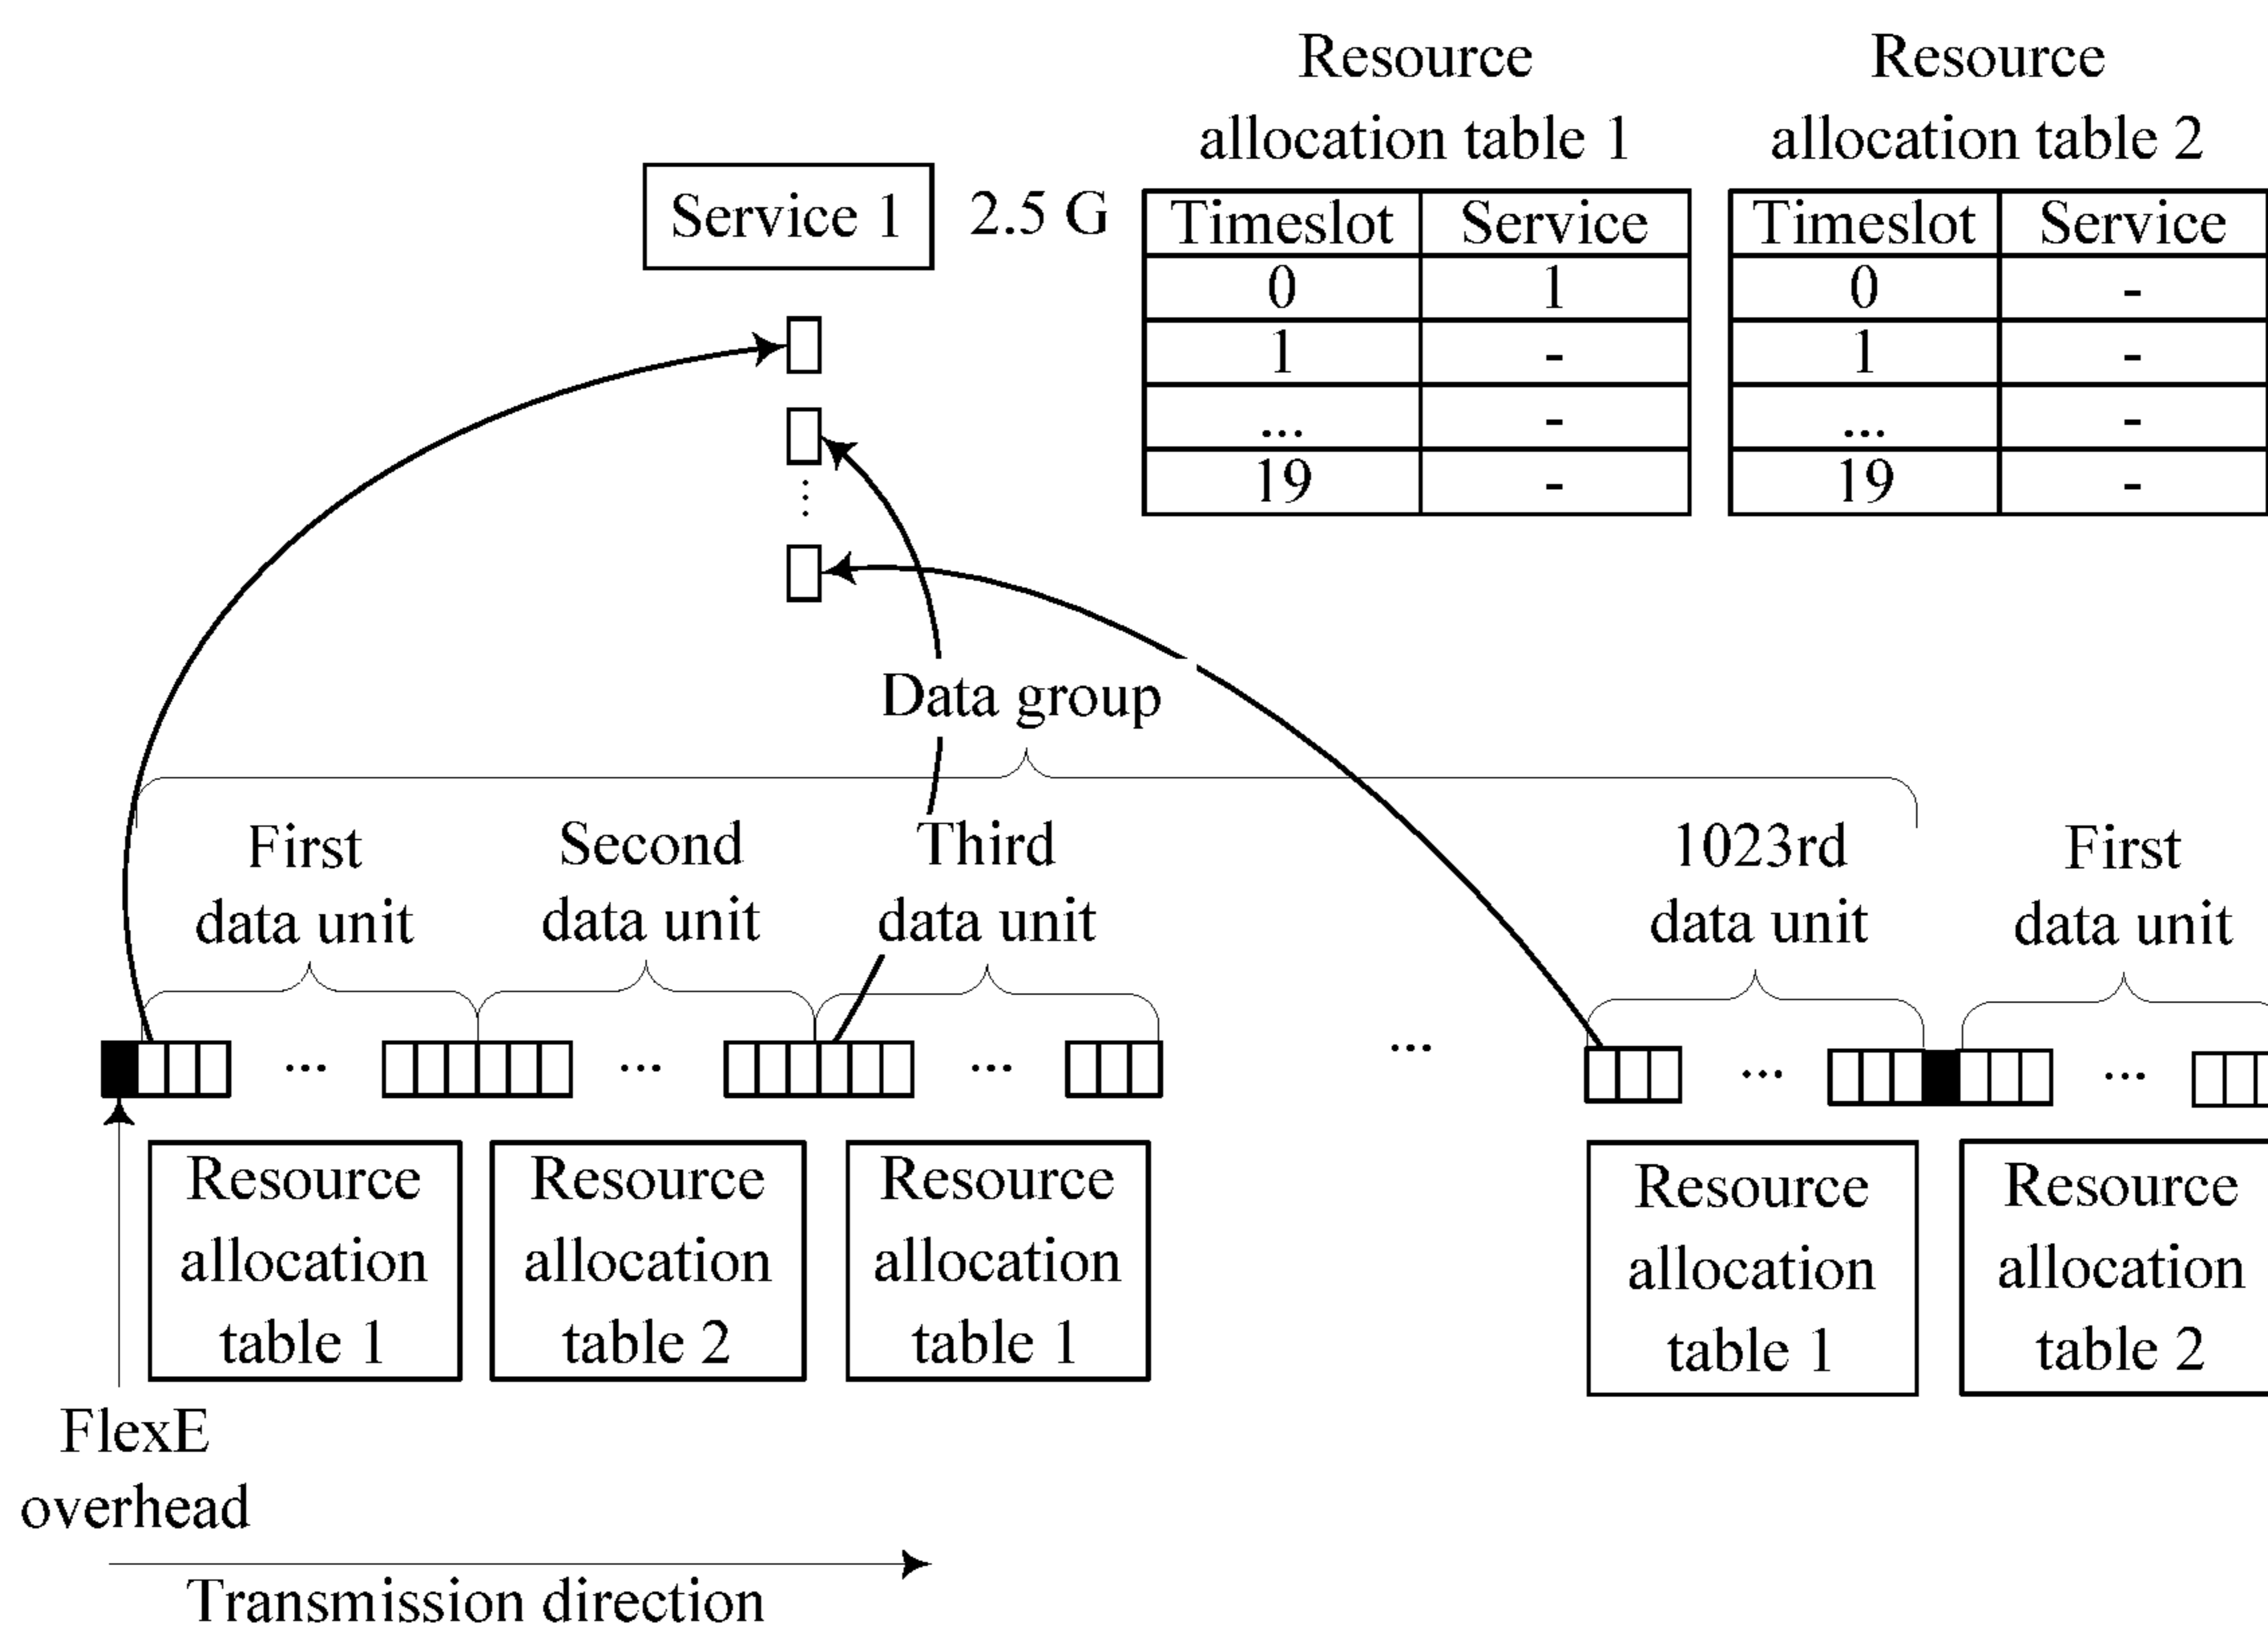 Resource
allocation table 1
Resource
allocation table 2
Service 1
2.5 G
Timeslot Service
0 1
1 -
... -
19 -
Timeslot Service
0 -
1 -
... -
19 -
Data group
First
data unit
Second
data unit
Third
data unit
...
1023rd
data unit
First
data unit
... ... ... ... ...
Resource
allocation
table 1
Resource
allocation
table 2
Resource
allocation
table 1
Resource
allocation
table 1
Resource
allocation
table 2
FlexE
overhead
Transmission direction